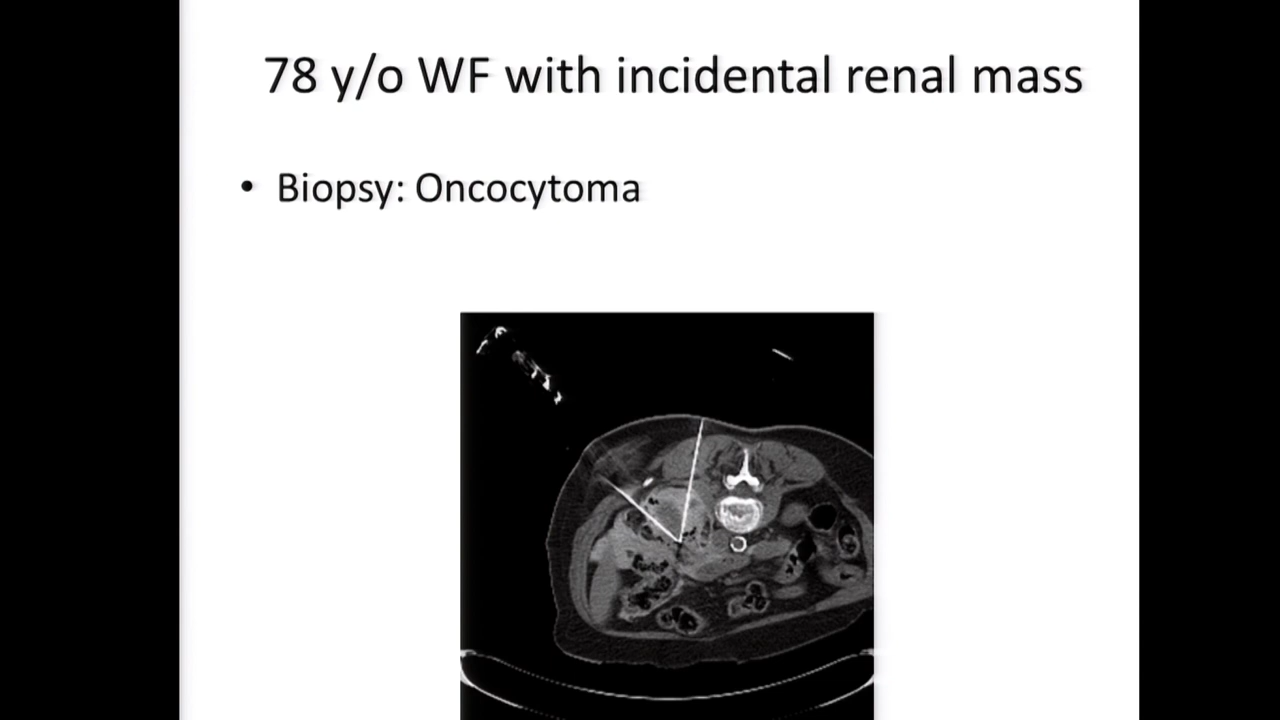 78 y/o WF with incidental renal mass
• Biopsy: Oncocytoma